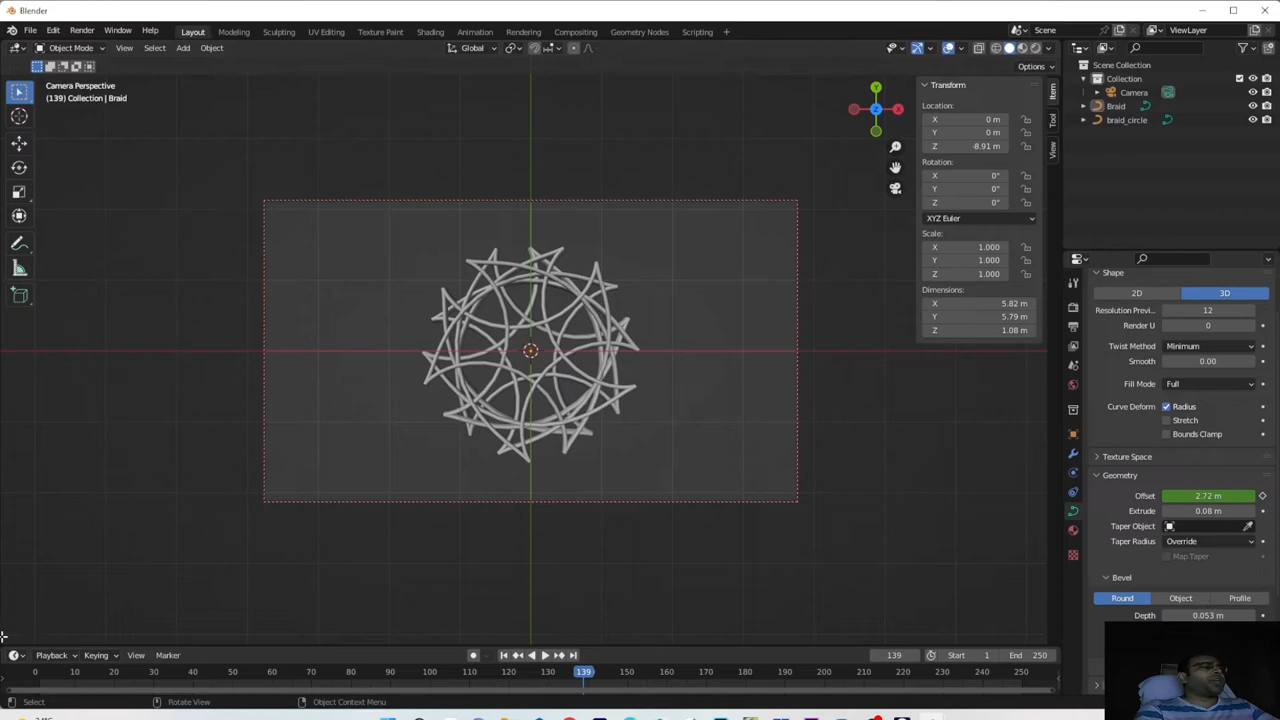 Blender
File Edit Render Window Help Layout Modeling Sculpting UV Editing Texture Paint Shading Animation Rendering Compositing Geometry Nodes Scripting Scene ViewLayer
Object Mode View Select Add Object Global
Options
Camera Perspective
(139) Collection | Braid
Y
Z
X
Transform
Location:
X 0 m
Y 0 m
Z -8.91 m
Rotation:
X 0°
Y 0°
Z 0°
XYZ Euler
Scale:
X 1.000
Y 1.000
Z 1.000
Dimensions:
X 5.82 m
Y 5.79 m
Z 1.08 m
Item
Tool
View
Scene Collection
Collection
Camera
Braid
braid_circle
Shape
2D 3D
Resolution Previ... 12
Render U 0
Twist Method Minimum
Smooth 0.00
Fill Mode Full
Curve Deform Radius
Stretch
Bounds Clamp
Texture Space
Geometry
Offset 2.72 m
Extrude 0.08 m
Taper Object
Taper Radius Override
Map Taper
Bevel
Round Object Profile
Depth 0.053 m
Playback Keying View Marker 139 Start 1 End 250
0 10 20 30 40 50 60 70 80 90 100 110 120 130 139 150 160 170 180 190 200 210 220 230 240 250
Select Rotate View Object Context Menu